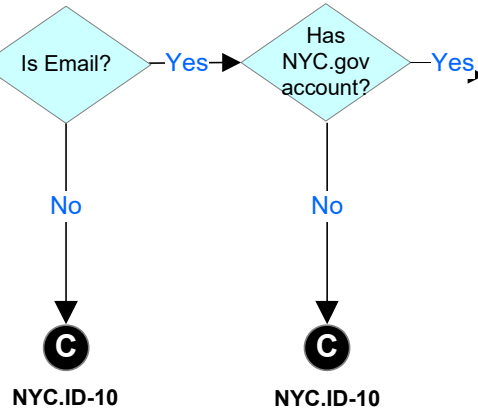 Is Email?
Yes
Has
NYC.gov
account?
Yes
No
No
C
C
NYC.ID-10
NYC.ID-10